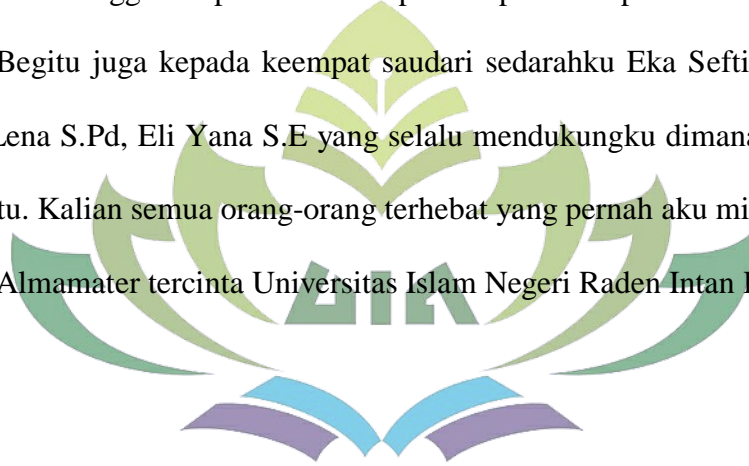 Begitu juga kepada keempat saudari sedarahku Eka Sefti
Lena S.Pd, Eli Yana S.E yang selalu mendukungku dimana
tu. Kalian semua orang-orang terhebat yang pernah aku mi
UIN
Almamater tercinta Universitas Islam Negeri Raden Intan